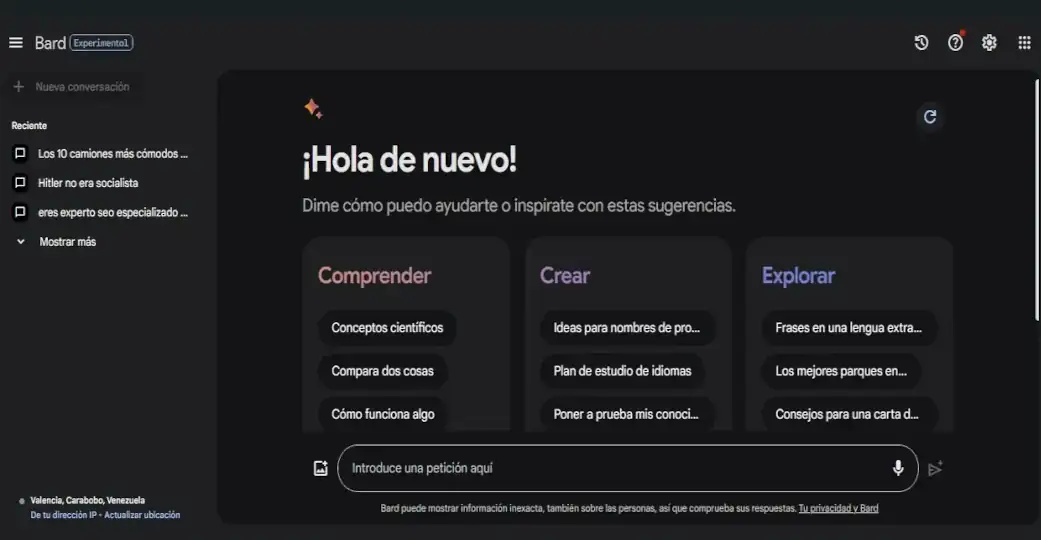 Bard Experimental
Nueva conversación
Reciente
Los 10 camiones más cómodos ...
Hitler no era socialista
eres experto seo especializado ...
Mostrar más
Valencia, Carabobo, Venezuela
De tu dirección IP - Actualizar ubicación
¡Hola de nuevo!
Dime cómo puedo ayudarte o inspírate con estas sugerencias.
Comprender
Conceptos científicos
Compara dos cosas
Cómo funciona algo
Crear
Ideas para nombres de pro...
Plan de estudio de idiomas
Poner a prueba mis conoci...
Explorar
Frases en una lengua extra...
Los mejores parques en...
Consejos para una carta d...
Introduce una petición aquí
Bard puede mostrar información inexacta, también sobre las personas, así que comprueba sus respuestas. Tu privacidad y Bard